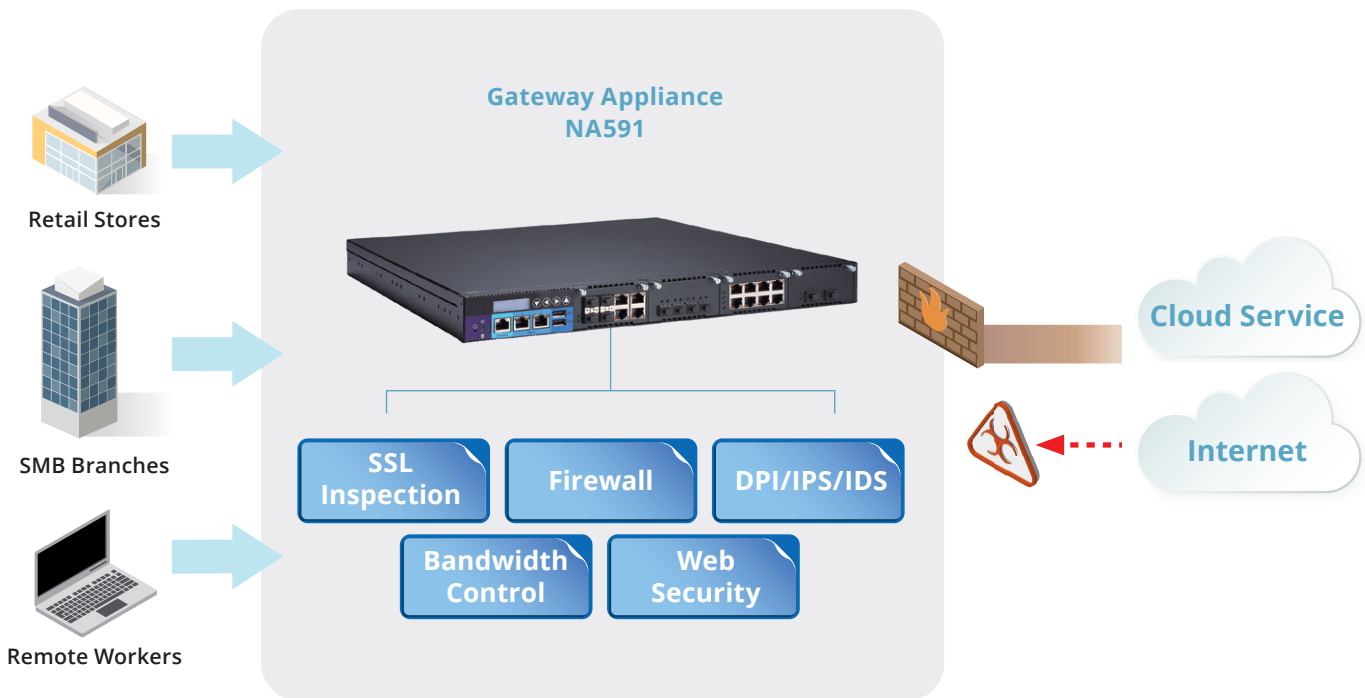 Gateway Appliance
NA591
Retail Stores
SMB Branches
Remote Workers
SSL
Inspection
Firewall
DPI/IPS/IDS
Bandwidth
Control
Web
Security
Cloud Service
Internet